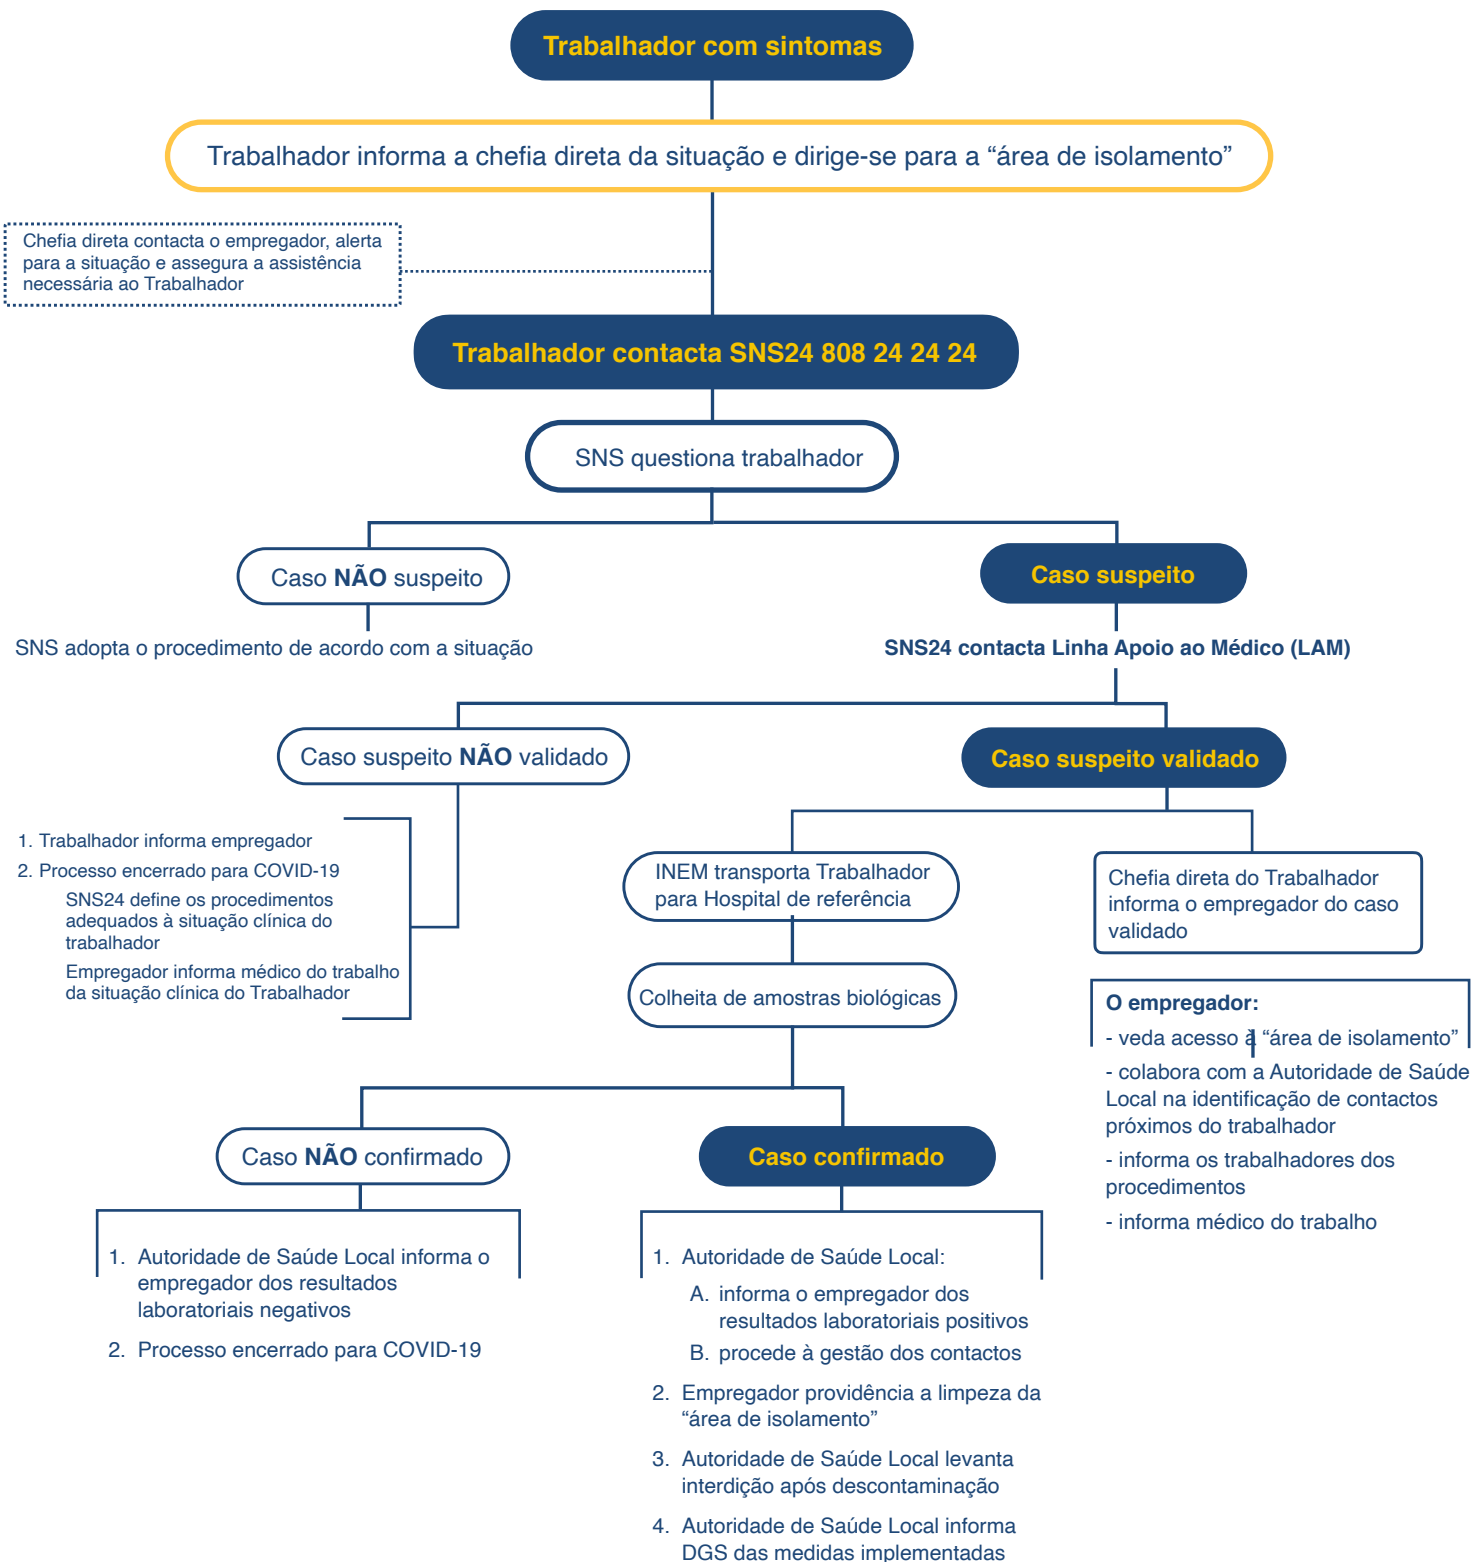 Trabalhador com sintomas
Trabalhador informa a chefia direta da situação e dirige-se para a “área de isolamento”
Chefia direta contacta o empregador, alerta
para a situação e assegura a assistência
necessária ao Trabalhador
Trabalhador contacta SNS24 808 24 24 24
SNS questiona trabalhador
Caso NÃO suspeito
Caso suspeito
SNS adopta o procedimento de acordo com a situação
SNS24 contacta Linha Apoio ao Médico (LAM)
Caso suspeito NÃO validado
Caso suspeito validado
1. Trabalhador informa empregador
2. Processo encerrado para COVID-19
SNS24 define os procedimentos
adequados à situação clínica do
trabalhador
Empregador informa médico do trabalho
da situação clínica do Trabalhador
INEM transporta Trabalhador
para Hospital de referência
Chefia direta do Trabalhador
informa o empregador do caso
validado
Colheita de amostras biológicas
O empregador:
- veda acesso à “área de isolamento”
- colabora com a Autoridade de Saúde
Local na identificação de contactos
próximos do trabalhador
- informa os trabalhadores dos
procedimentos
- informa médico do trabalho
Caso NÃO confirmado
Caso confirmado
1. Autoridade de Saúde Local informa o
empregador dos resultados
laboratoriais negativos
2. Processo encerrado para COVID-19
1. Autoridade de Saúde Local:
A. informa o empregador dos
resultados laboratoriais positivos
B. procede à gestão dos contactos
2. Empregador providência a limpeza da
“área de isolamento”
3. Autoridade de Saúde Local levanta
interdição após descontaminação
4. Autoridade de Saúde Local informa
DGS das medidas implementadas